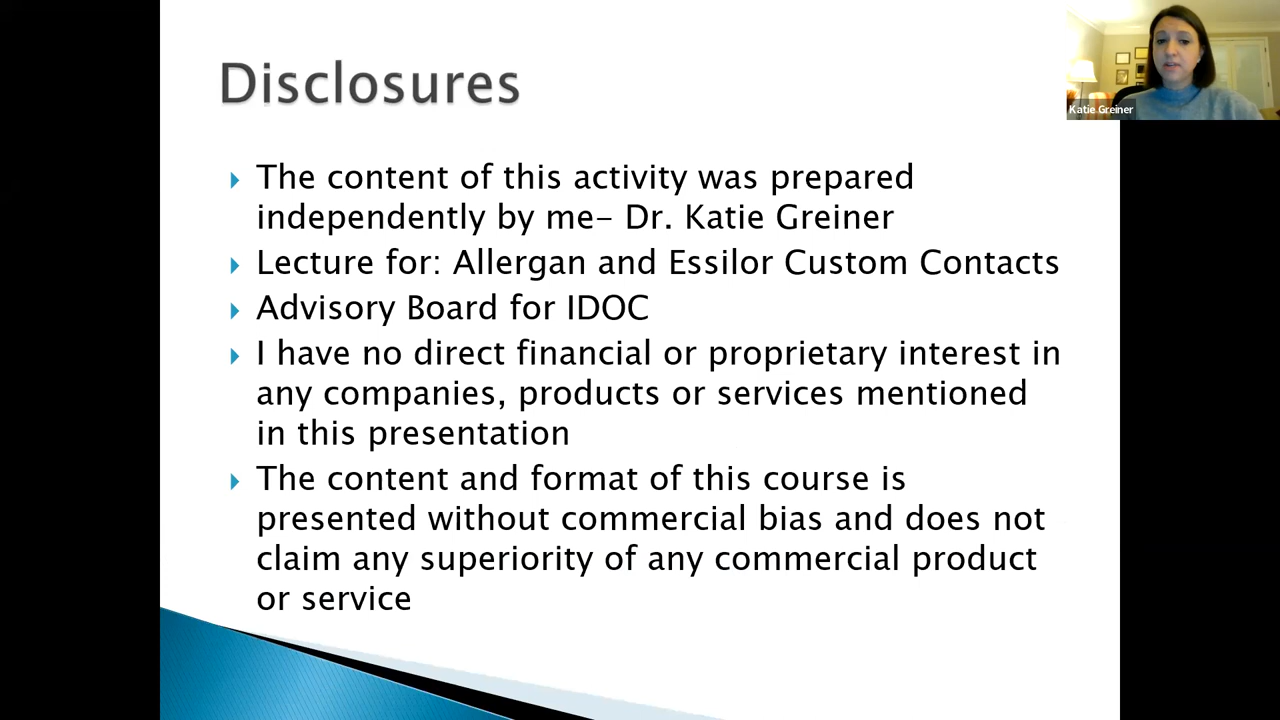 Disclosures
The content of this activity was prepared
independently by me– Dr. Katie Greiner
Lecture for: Allergan and Essilor Custom Contacts
Advisory Board for IDOC
I have no direct financial or proprietary interest in
any companies, products or services mentioned
in this presentation
The content and format of this course is
presented without commercial bias and does not
claim any superiority of any commercial product
or service
Katie Greiner